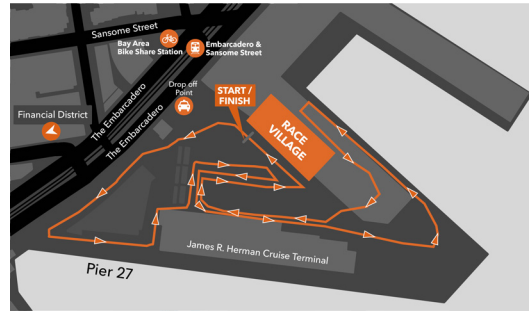 Sansome Street
Bay Area
Bike Share Station
Embarcadero &
Sansome Street
The Embarcadero
The Embarcadero
Drop off
Point
START /
FINISH
Financial District
RACE
VILLAGE
James R. Herman Cruise Terminal
Pier 27